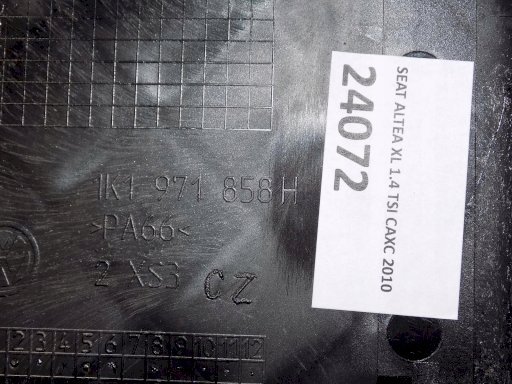 1K1 971 858 H
>PA66<
2 XS3 CZ
2 3 4 5 6 7 8 9 10 11 12
24072
SEAT ALTEA XL 1.4 TSI CAXC 2010